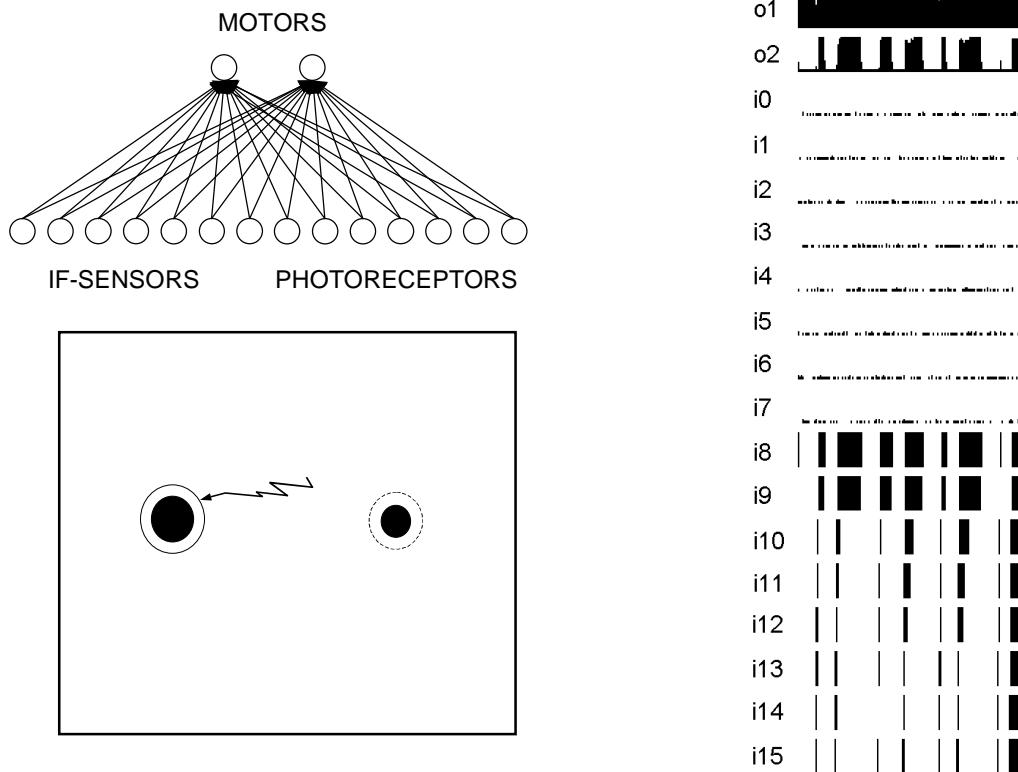 MOTORS
IF-SENSORS PHOTORECEPTORS
o1
o2
i0
i1
i2
i3
i4
i5
i6
i7
i8
i9
i10
i11
i12
i13
i14
i15